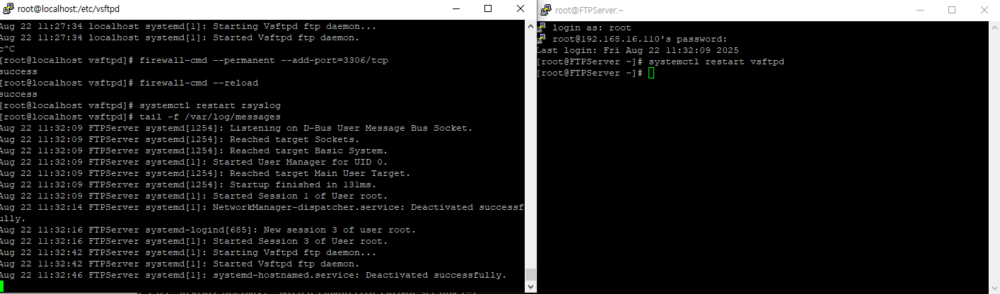 root@localhost:/etc/vsftpd
Aug 22 11:27:34 localhost systemd[1]: Starting Vsftpd ftp daemon...
Aug 22 11:27:34 localhost systemd[1]: Started Vsftpd ftp daemon.
c^C
[root@localhost vsftpd]# firewall-cmd --permanent --add-port=3306/tcp
success
[root@localhost vsftpd]# firewall-cmd --reload
success
[root@localhost vsftpd]# systemctl restart rsyslog
[root@localhost vsftpd]# tail -f /var/log/messages
Aug 22 11:32:09 FTPServer systemd[1254]: Listening on D-Bus User Message Bus Socket.
Aug 22 11:32:09 FTPServer systemd[1254]: Reached target Sockets.
Aug 22 11:32:09 FTPServer systemd[1254]: Reached target Basic System.
Aug 22 11:32:09 FTPServer systemd[1]: Started User Manager for UID 0.
Aug 22 11:32:09 FTPServer systemd[1254]: Reached target Main User Target.
Aug 22 11:32:09 FTPServer systemd[1254]: Startup finished in 131ms.
Aug 22 11:32:09 FTPServer systemd[1]: Started Session 1 of User root.
Aug 22 11:32:14 FTPServer systemd[1]: NetworkManager-dispatcher.service: Deactivated successf
ully.
Aug 22 11:32:16 FTPServer systemd-logind[685]: New session 3 of user root.
Aug 22 11:32:16 FTPServer systemd[1]: Started Session 3 of User root.
Aug 22 11:32:42 FTPServer systemd[1]: Starting Vsftpd ftp daemon...
Aug 22 11:32:42 FTPServer systemd[1]: Started Vsftpd ftp daemon.
Aug 22 11:32:46 FTPServer systemd[1]: systemd-hostnamed.service: Deactivated successfully.
root@FTPServer:~
login as: root
root@192.168.16.110's password:
Last login: Fri Aug 22 11:32:09 2025
[root@FTPServer ~]# systemctl restart vsftpd
[root@FTPServer ~]#